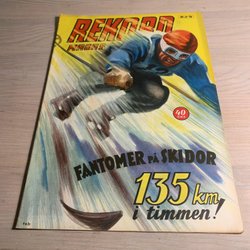 REKORD
MAGASINET
40
FANTOMER PÅ SKIDOR
135 km
i timmen!